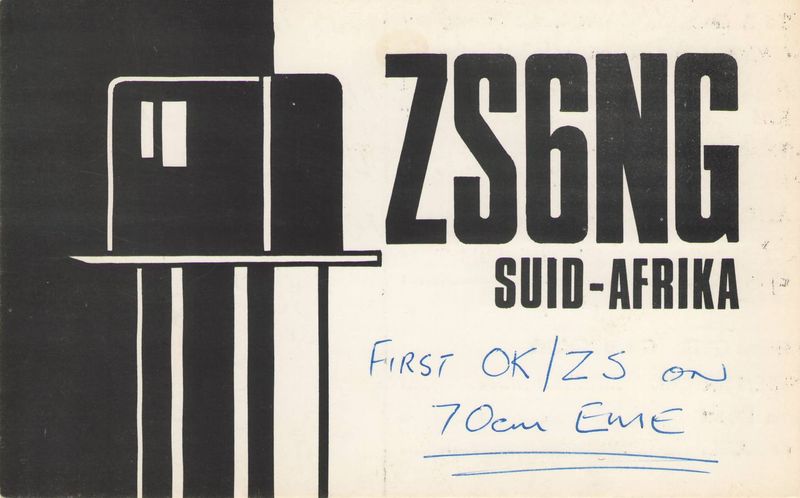 ZS6NG
SUID-AFRIKA
FIRST OK/ZS ON
70cm EME